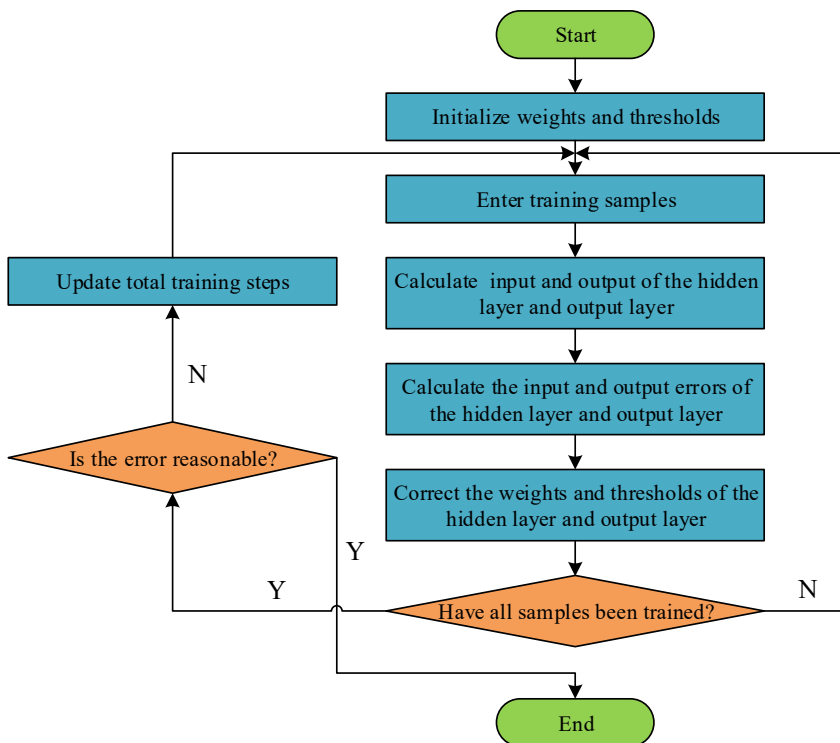 Start
Initialize weights and thresholds
Enter training samples
Update total training steps
Calculate input and output of the hidden
layer and output layer
N
Calculate the input and output errors of
the hidden layer and output layer
Is the error reasonable?
Correct the weights and thresholds of the
hidden layer and output layer
Y
Y
N
Have all samples been trained?
End